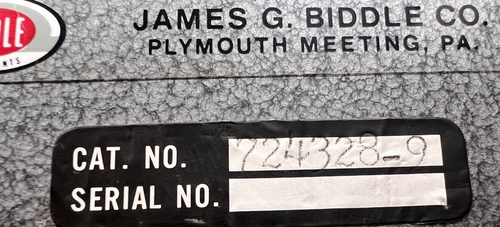 JAMES G. BIDDLE CO.
PLYMOUTH MEETING, PA.
CAT. NO. 724328-9
SERIAL NO.